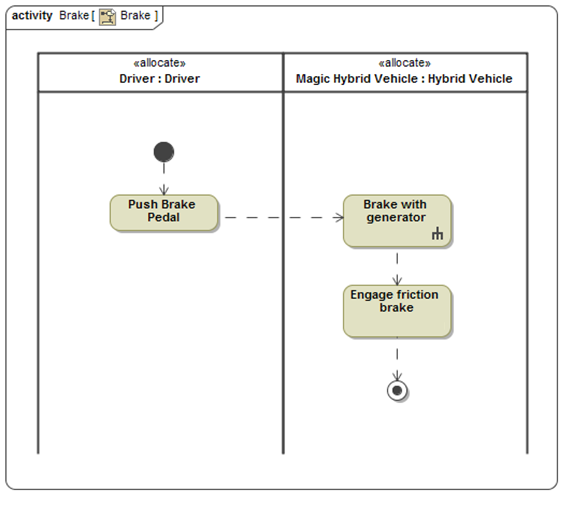 activity Brake [ Brake ]
«allocate»
Driver : Driver
«allocate»
Magic Hybrid Vehicle : Hybrid Vehicle
Push Brake
Pedal
Brake with
generator
Engage friction
brake